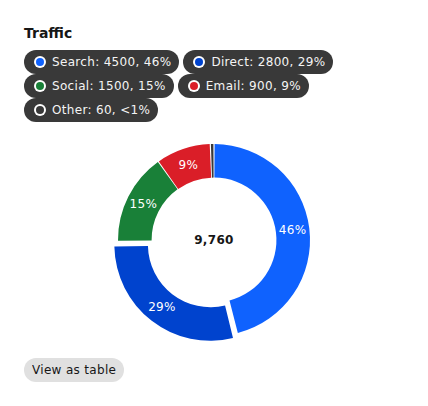 Traffic
Search: 4500, 46% Direct: 2800, 29%
Social: 1500, 15% Email: 900, 9%
Other: 60, <1%
9%
15%
46%
9,760
29%
View as table